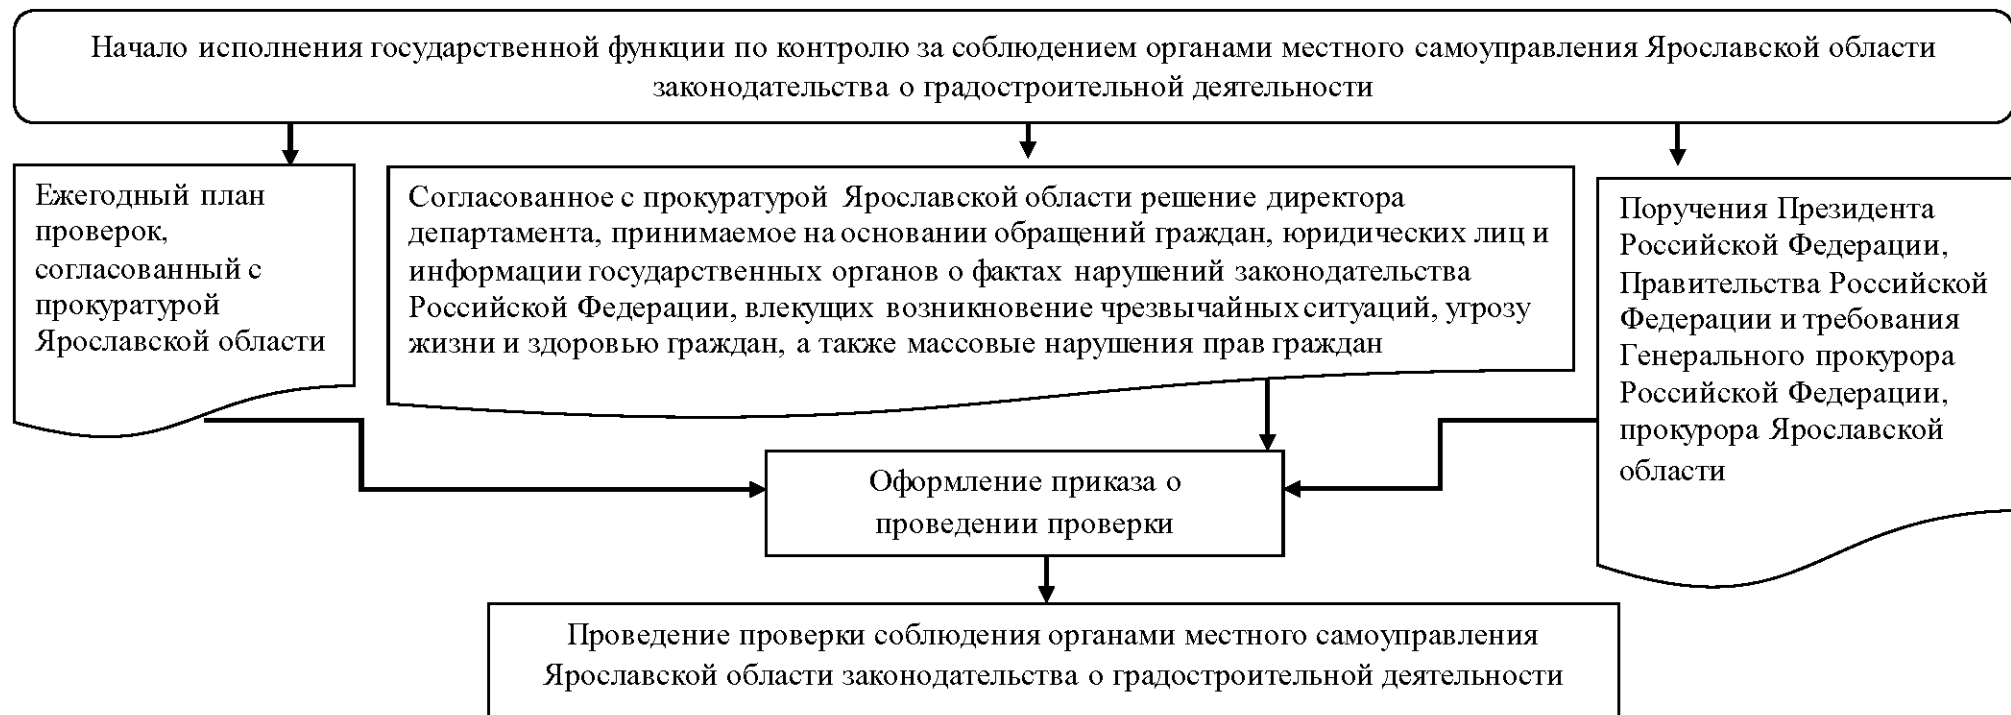 Начало исполнения государственной функции по контролю за соблюдением органами местного самоуправления Ярославской области
законодательства о градостроительной деятельности
Ежегодный план
проверок,
согласованный с
прокуратурой
Ярославской области
Согласованное с прокуратурой Ярославской области решение директора
департамента, принимаемое на основании обращений граждан, юридических лиц и
информации государственных органов о фактах нарушений законодательства
Российской Федерации, влекущих возникновение чрезвычайных ситуаций, угрозу
жизни и здоровью граждан, а также массовые нарушения прав граждан
Поручения Президента
Российской Федерации,
Правительства Российской
Федерации и требования
Генерального прокурора
Российской Федерации,
прокурора Ярославской
области
Оформление приказа о
проведении проверки
Проведение проверки соблюдения органами местного самоуправления
Ярославской области законодательства о градостроительной деятельности